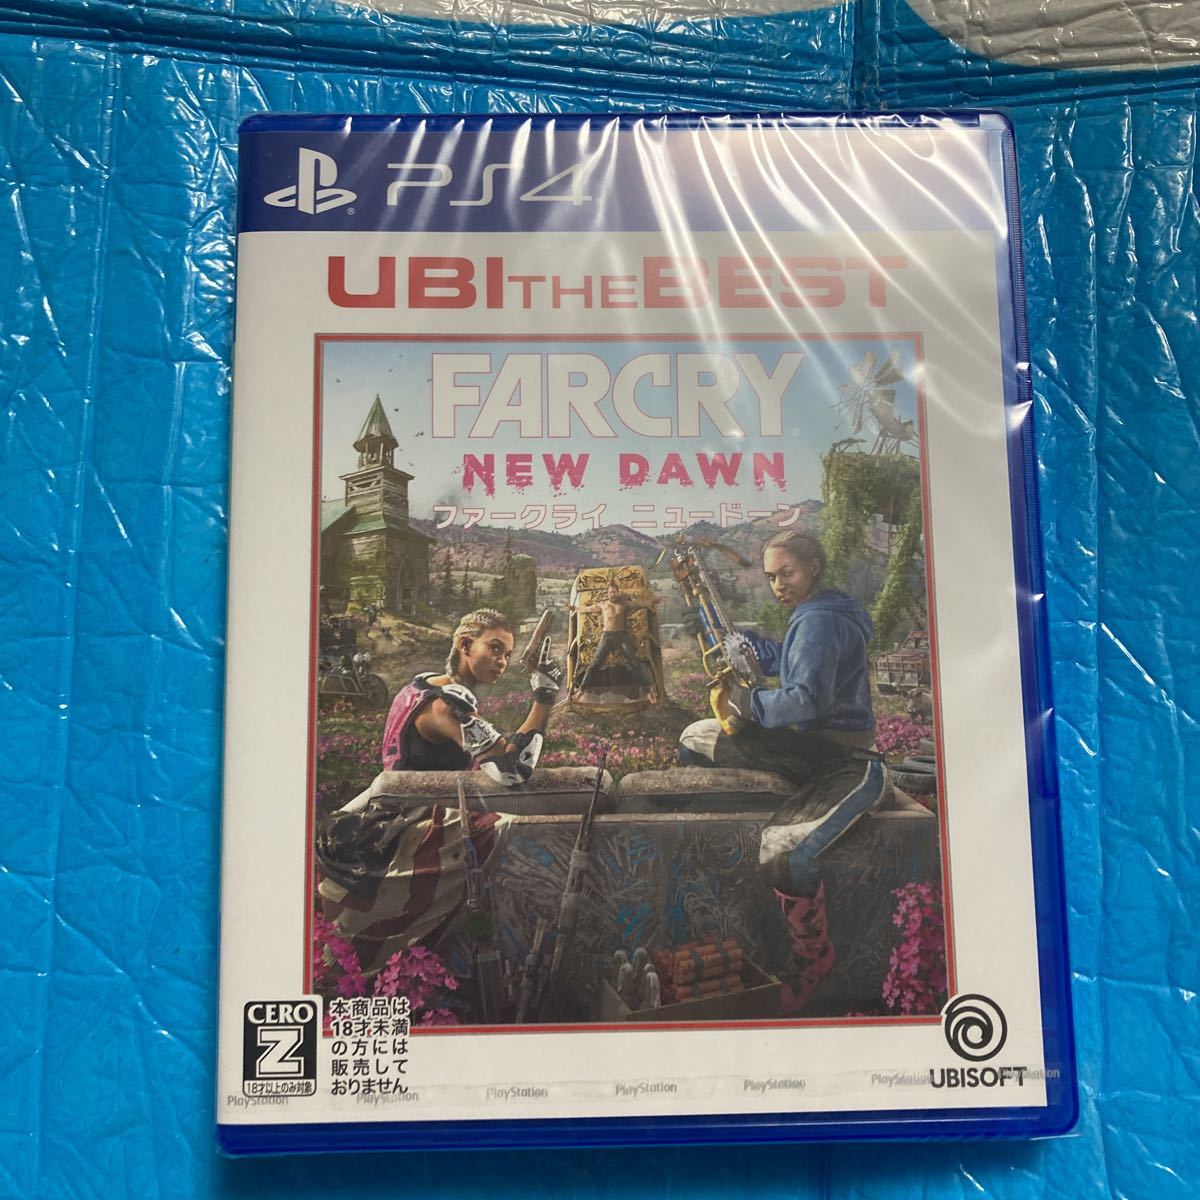 PS4
UBI THE BEST
FARCRY
NEW DAWN
ファークライ ニュードーン
CERO
Z
18才以上のみ対象
本商品は
18才未満
の方には
販売して
おりません
UBISOFT
PlayStation PlayStation PlayStation PlayStation PlayStation PlayStation PlayStation